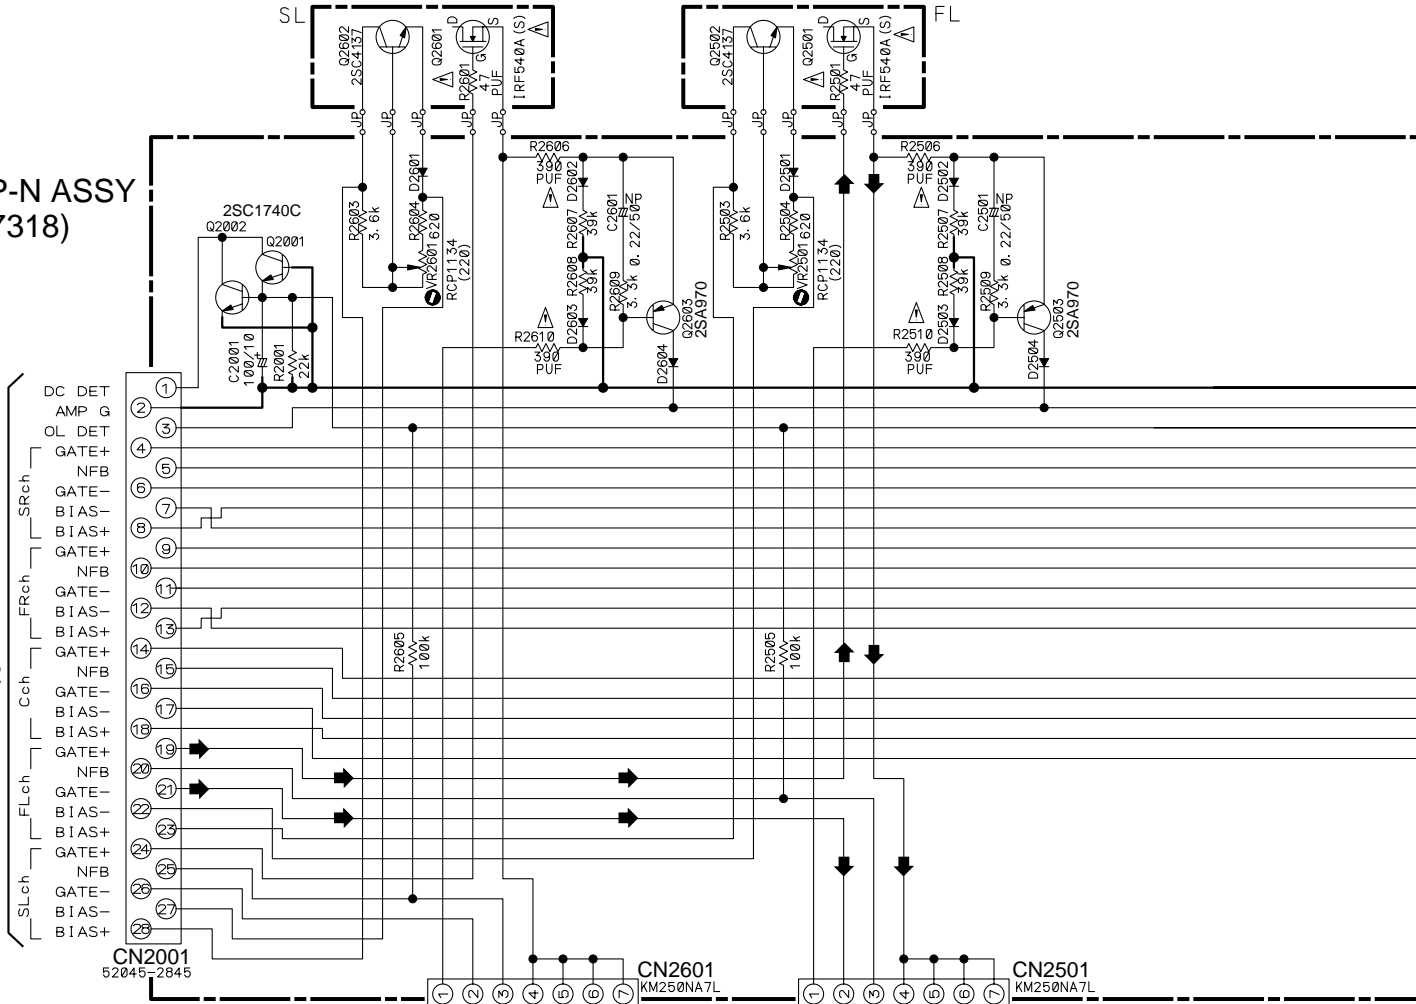 SL
FL
Q2602
2SC4137
Q2601
D
S
G
R2601
47
PUF
IRF540A(S)
Q2502
2SC4137
Q2501
D
S
G
R2501
47
PUF
IRF540A(S)
JP
JP
JP
JP
JP
JP
JP
JP
JP
JP
P-N ASSY
7318)
2SC1740C
Q2002
Q2001
C2001
100/10
+
R2001
22k
R2603
3.6k
D2601
R2604
620
VR2601
RCP1134
(220)
R2606
390
PUF
D2602
R2607
39k
C2601
NP
0.22/50
R2608
39k
R2609
3.3k
D2603
R2610
390
PUF
Q2603
2SA970
D2604
R2503
3.6k
D2501
R2504
620
VR2501
RCP1134
(220)
R2506
390
PUF
D2502
R2507
39k
C2501
NP
0.22/50
R2508
39k
R2509
3.3k
D2503
R2510
390
PUF
Q2503
2SA970
D2504
DC DET 1
AMP G 2
OL DET 3
SRch
GATE+ 4
NFB 5
GATE- 6
BIAS- 7
BIAS+ 8
FRch
GATE+ 9
NFB 10
GATE- 11
BIAS- 12
BIAS+ 13
Cch
GATE+ 14
NFB 15
GATE- 16
BIAS- 17
BIAS+ 18
FLch
GATE+ 19
NFB 20
GATE- 21
BIAS- 22
BIAS+ 23
SLch
GATE+ 24
NFB 25
GATE- 26
BIAS- 27
BIAS+ 28
R2605
100k
R2505
100k
CN2001
52045-2845
1 2 3 4 5 6 7
CN2601
KM250NA7L
1 2 3 4 5 6 7
CN2501
KM250NA7L